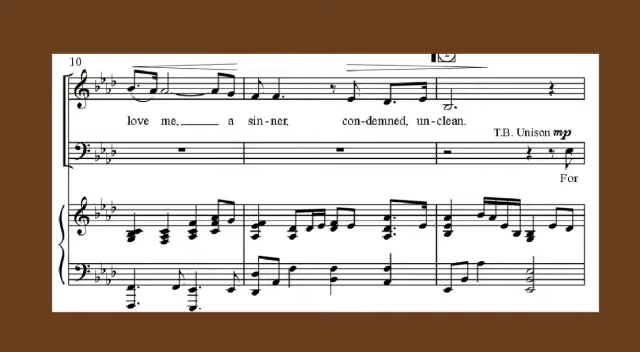 10
love me, a sin-ner, con-demned, un-clean.
T.B. Unison mp
For